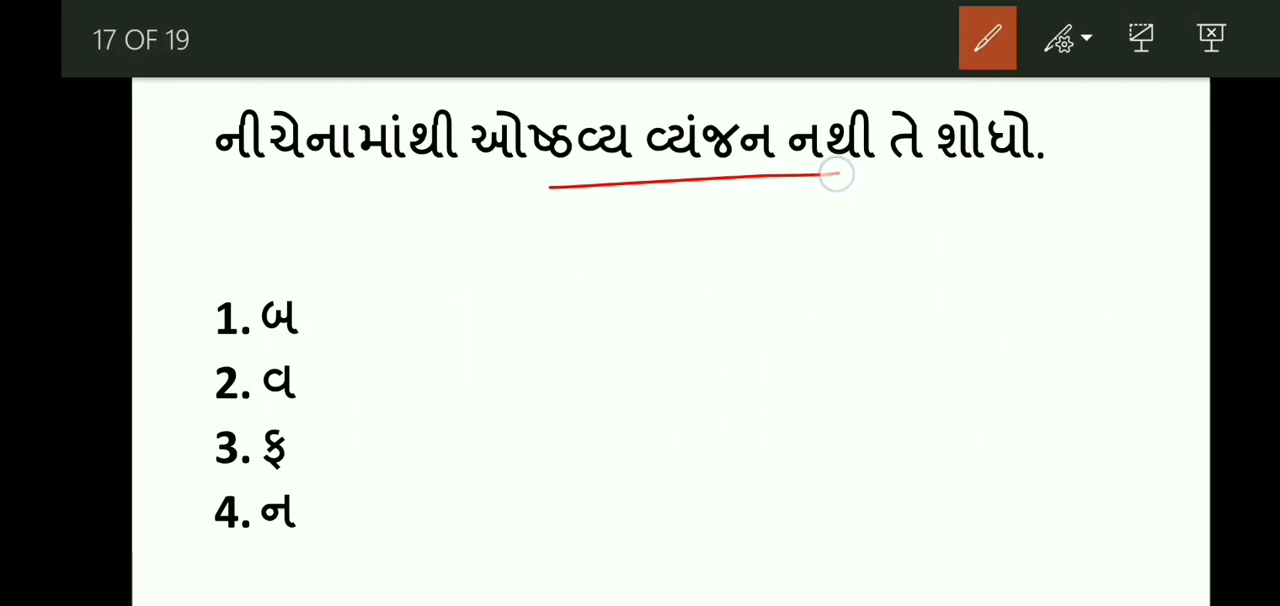 17 OF 19
નીચેનામાંથી ઓષ્ઠવ્ય વ્યંજન નથી તે શોધો.
1. બ
2. વ
3. ફ
4. ન